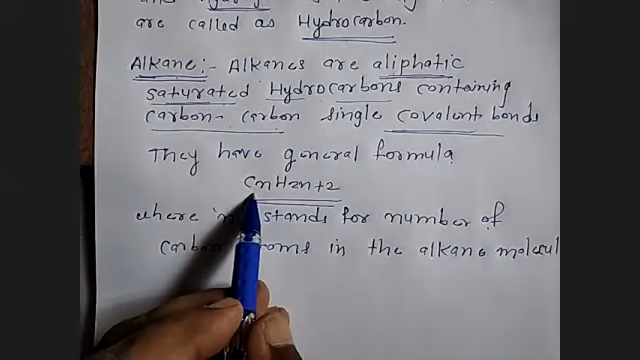 are called as Hydrocarbon.
Alkane:- Alkanes are aliphatic
saturated Hydrocarbons containing
carbon-carbon single covalent bonds
They have general formula
CnH2n+2
where 'n' stands for number of
in the alkane